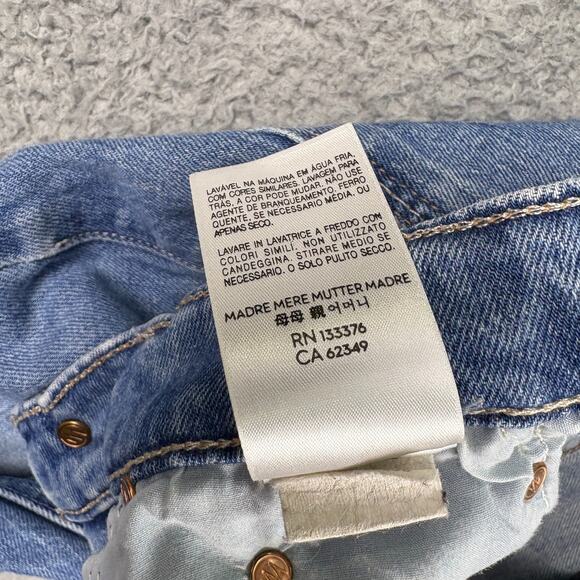 LAVÁVEL NA MÁQUINA EM ÁGUA FRIA,
COM CORES SIMILARES. LAVAGEM PARA
TRÁS, A COR PODE MUDAR. NÃO USE
AGENTE DE BRANQUEAMENTO. FERRO
QUENTE, SE NECESSARIO MEDIA. OU
APENAS SECO.
LAVARE IN LAVATRICE A FREDDO CON
COLORI SIMILI. NON UTILIZZATO
CANDEGGINA. STIRARE MEDIO SE
NECESSARIO. O SOLO PULITO SECCO.
MADRE MERE MUTTER MADRE
母母 親 어머니
RN 133376
CA 62349